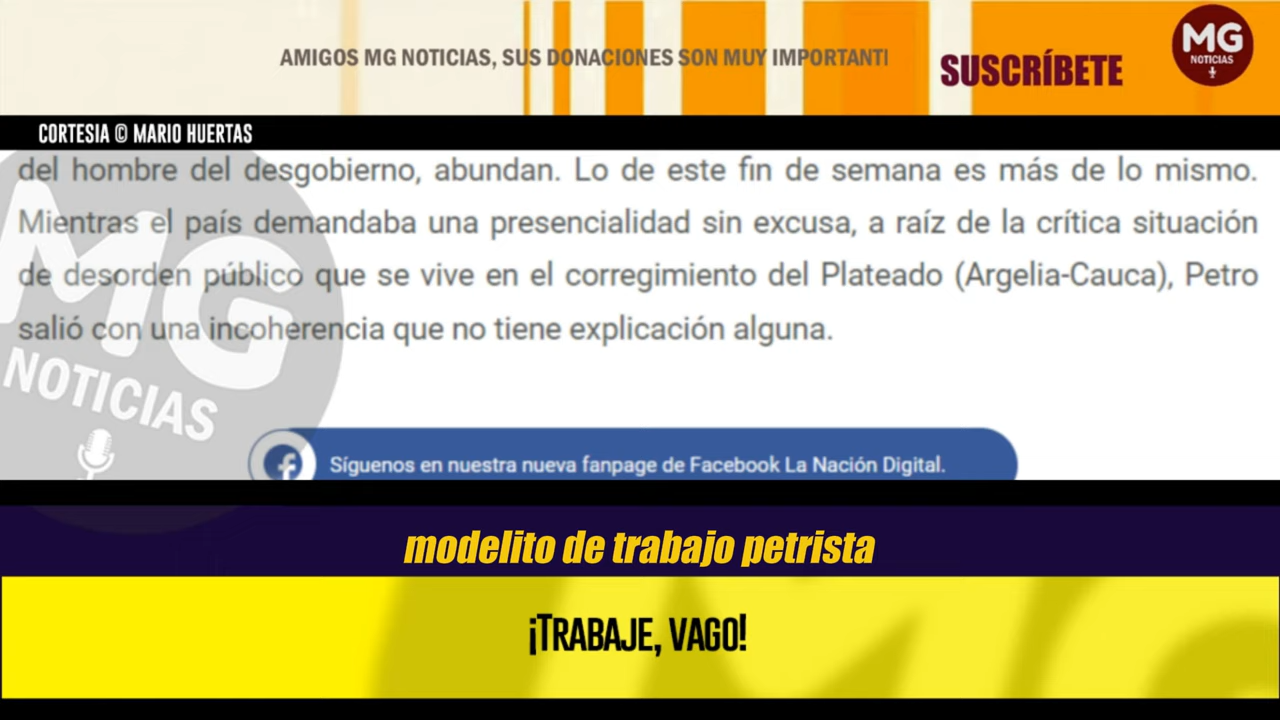 AMIGOS MG NOTICIAS, SUS DONACIONES SON MUY IMPORTANTI
SUSCRÍBETE
MG
NOTICIAS
CORTESIA © MARIO HUERTAS
del hombre del desgobierno, abundan. Lo de este fin de semana es más de lo mismo.
Mientras el país demandaba una presencialidad sin excusa, a raíz de la crítica situación
de desorden público que se vive en el corregimiento del Plateado (Argelia-Cauca), Petro
salió con una incoherencia que no tiene explicación alguna.
MG
NOTICIAS
Síguenos en nuestra nueva fanpage de Facebook La Nación Digital.
modelito de trabajo petrista
¡TRABAJE, VAGO!